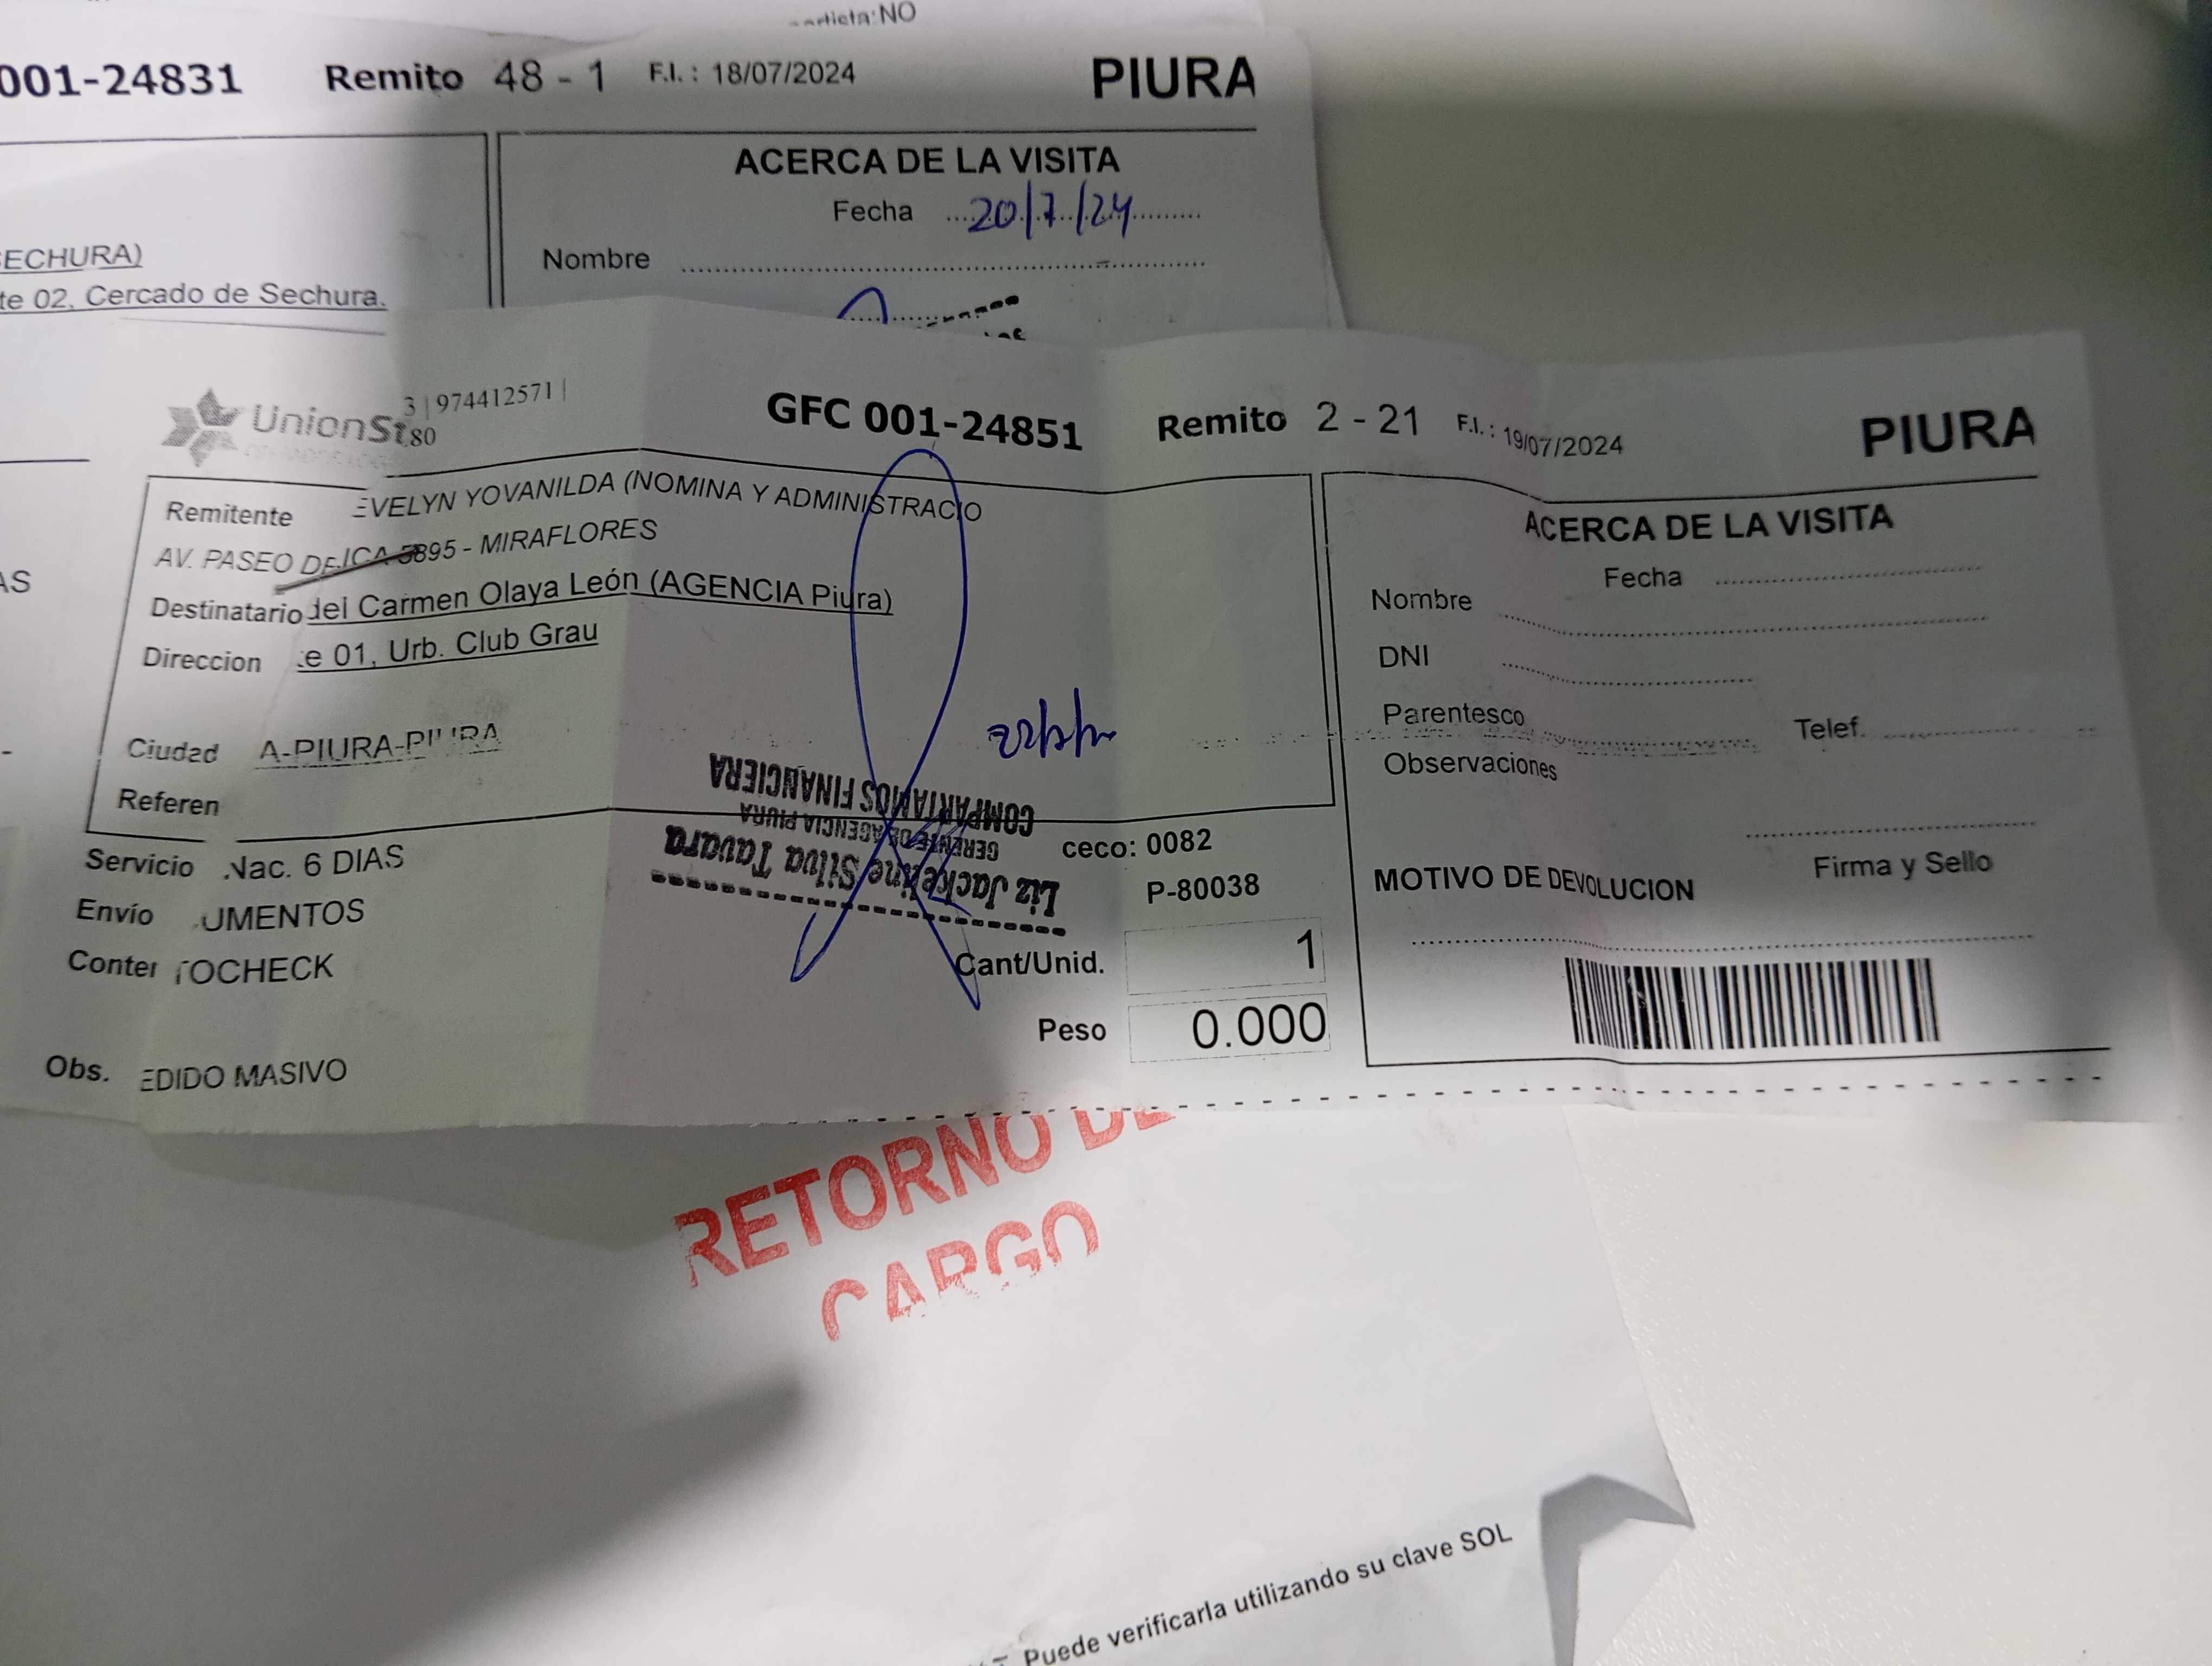 NO
001-24831 Remito 48 - 1 F.I. : 18/07/2024 PIURA
ACERCA DE LA VISITA
Fecha 20/7/24
Nombre
SECHURA)
te 02, Cercado de Sechura.
3 | 974412571 |
UnionSt 80
GFC 001-24851 Remito 2 - 21 F.I. : 19/07/2024 PIURA
Remitente EVELYN YOVANILDA (NOMINA Y ADMINISTRACIO
AV. PASEO DE ICA 5895 - MIRAFLORES
Destinatario del Carmen Olaya León (AGENCIA Piura)
Direccion e 01, Urb. Club Grau
Ciudad A-PIURA-PIURA
Referen
Servicio Nac. 6 DIAS
Envío UMENTOS
Conter TOCHECK
Obs. EDIDO MASIVO
Liz Jackeline Silva Tavara
GERENTE DE AGENCIA PIURA
COMPARTAMOS FINANCIERA
ceco: 0082
P-80038
Cant/Unid. 1
Peso 0.000
ACERCA DE LA VISITA
Fecha
Nombre
DNI
Parentesco
Telef.
Observaciones
Firma y Sello
MOTIVO DE DEVOLUCION
RETORNO DE
CARGO
Puede verificarla utilizando su clave SOL
AS